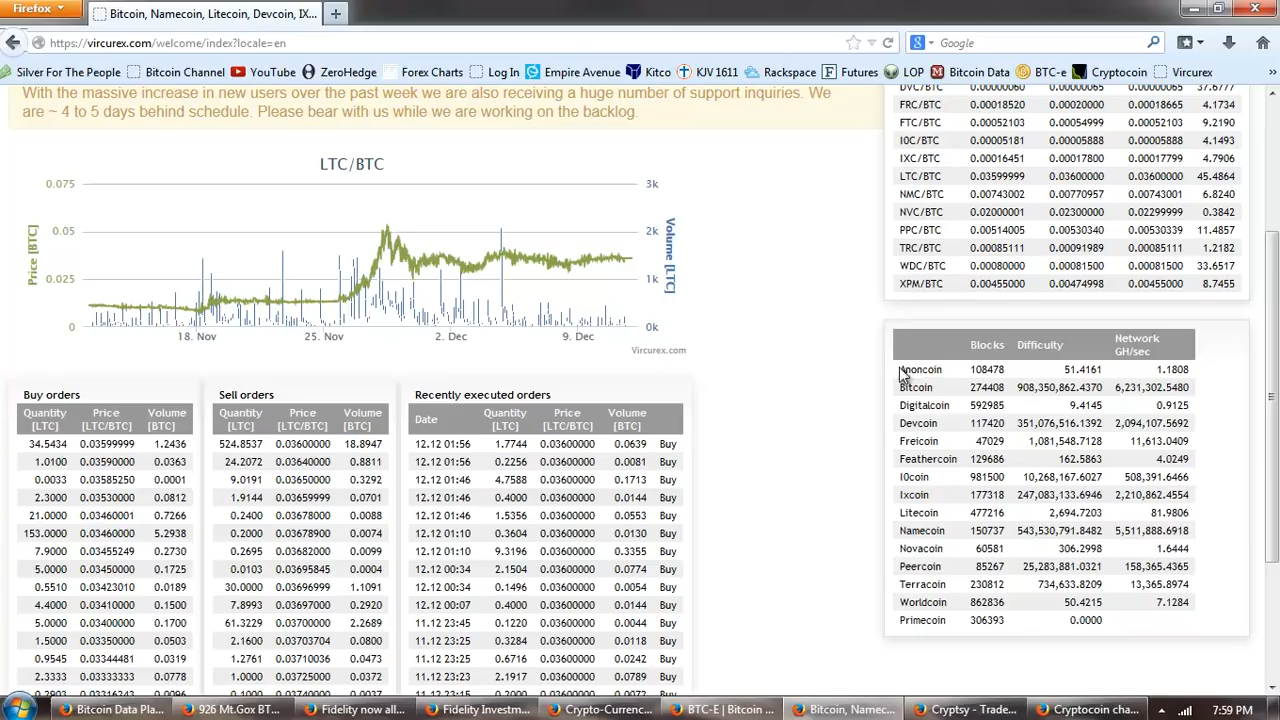 Firefox
Bitcoin, Namecoin, Litecoin, Devcoin, IX...
https://vircurex.com/welcome/index?locale=en
Google
Silver For The People Bitcoin Channel YouTube ZeroHedge Forex Charts Log In Empire Avenue Kitco KJV 1611 Rackspace Futures LOP Bitcoin Data BTC-e Cryptocoin Vircurex »
With the massive increase in new users over the past week we are also receiving a huge number of support inquiries. We
are ~ 4 to 5 days behind schedule. Please bear with us while we are working on the backlog.
LTC/BTC
0.075 3k
0.05 2k
0.025 1k
0 0k
Price [BTC]
Volume [LTC]
18. Nov 25. Nov 2. Dec 9. Dec
Vircurex.com
DVC/BTC 0.00000060 0.00000065 0.00000065 37.6777
FRC/BTC 0.00018520 0.00020000 0.00018665 4.1734
FTC/BTC 0.00052103 0.00054999 0.00052103 9.2190
I0C/BTC 0.00005181 0.00005888 0.00005888 4.1493
IXC/BTC 0.00016451 0.00017800 0.00017799 4.7906
LTC/BTC 0.03599999 0.03600000 0.03600000 45.4864
NMC/BTC 0.00743002 0.00770957 0.00743001 6.8240
NVC/BTC 0.02000001 0.02300000 0.02299999 0.3842
PPC/BTC 0.00514005 0.00530340 0.00530339 11.4857
TRC/BTC 0.00085111 0.00091989 0.00085111 1.2182
WDC/BTC 0.00080000 0.00081500 0.00081500 33.6517
XPM/BTC 0.00455000 0.00474998 0.00455000 8.7455
Blocks Difficulty Network GH/sec
Anoncoin 108478 51.4161 1.1808
Bitcoin 274408 908,350,862.4370 6,231,302.5480
Digitalcoin 592985 9.4145 0.9125
Devcoin 117420 351,076,516.1392 2,094,107.5692
Freicoin 47029 1,081,548.7128 11,613.0409
Feathercoin 129686 162.5863 4.0249
I0coin 981500 10,268,167.6027 508,391.6466
Ixcoin 177318 247,083,133.6946 2,210,862.4554
Litecoin 477216 2,694.7203 81.9806
Namecoin 150737 543,530,791.8482 5,511,888.6918
Novacoin 60581 306.2998 1.6444
Peercoin 85267 25,283,881.0321 158,365.4365
Terracoin 230812 734,633.8209 13,365.8974
Worldcoin 862836 50.4215 7.1284
Primecoin 306393 0.0000
Buy orders
Quantity Price Volume
[LTC] [LTC/BTC] [BTC]
34.5434 0.03599999 1.2436
1.0100 0.03590000 0.0363
0.0033 0.03585250 0.0001
2.3000 0.03530000 0.0812
21.0000 0.03460001 0.7266
153.0000 0.03460000 5.2938
7.9000 0.03455249 0.2730
5.0000 0.03450000 0.1725
0.5510 0.03423010 0.0189
4.4000 0.03410000 0.1500
5.0000 0.03400000 0.1700
1.5000 0.03350000 0.0503
0.9545 0.03344481 0.0319
2.3333 0.03333333 0.0778
0.2903 0.03316243 0.0096
Sell orders
Quantity Price Volume
[LTC] [LTC/BTC] [BTC]
524.8537 0.03600000 18.8947
24.2072 0.03640000 0.8811
9.0191 0.03650000 0.3292
1.9144 0.03659999 0.0701
0.2400 0.03678000 0.0088
0.2000 0.03678900 0.0074
0.2695 0.03682000 0.0099
0.0103 0.03695845 0.0004
30.0000 0.03696999 1.1091
7.8993 0.03697000 0.2920
61.3229 0.03700000 2.2689
2.1600 0.03703704 0.0800
1.2761 0.03710036 0.0473
1.0000 0.03725000 0.0372
0.1000 0.03740000 0.0037
Recently executed orders
Date Quantity Price Volume
[LTC] [LTC/BTC] [BTC]
12.12 01:56 1.7744 0.03600000 0.0639 Buy
12.12 01:56 0.2256 0.03600000 0.0081 Buy
12.12 01:46 4.7588 0.03600000 0.1713 Buy
12.12 01:46 0.4000 0.03600000 0.0144 Buy
12.12 01:46 1.5356 0.03600000 0.0553 Buy
12.12 01:10 0.3604 0.03600000 0.0130 Buy
12.12 01:10 9.3196 0.03600000 0.3355 Buy
12.12 00:34 2.1504 0.03600000 0.0774 Buy
12.12 00:34 0.1496 0.03600000 0.0054 Buy
12.12 00:07 0.4000 0.03600000 0.0144 Buy
11.12 23:45 0.1220 0.03600000 0.0044 Buy
11.12 23:25 0.3284 0.03600000 0.0118 Buy
11.12 23:25 0.6716 0.03600000 0.0242 Buy
11.12 23:23 2.1917 0.03600000 0.0789 Buy
11.12 23:15 0.2000 0.03600000 0.0072 Buy
Bitcoin Data Pla... 926 Mt.Gox BT... Fidelity now all... Fidelity Investm... Crypto-Currenc... BTC-E | Bitcoin ... Bitcoin, Namec... Cryptsy - Trade... Cryptocoin cha... 7:59 PM